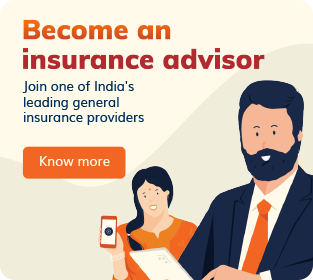 Become an
insurance advisor
Join one of India's
leading general
insurance providers
Know more